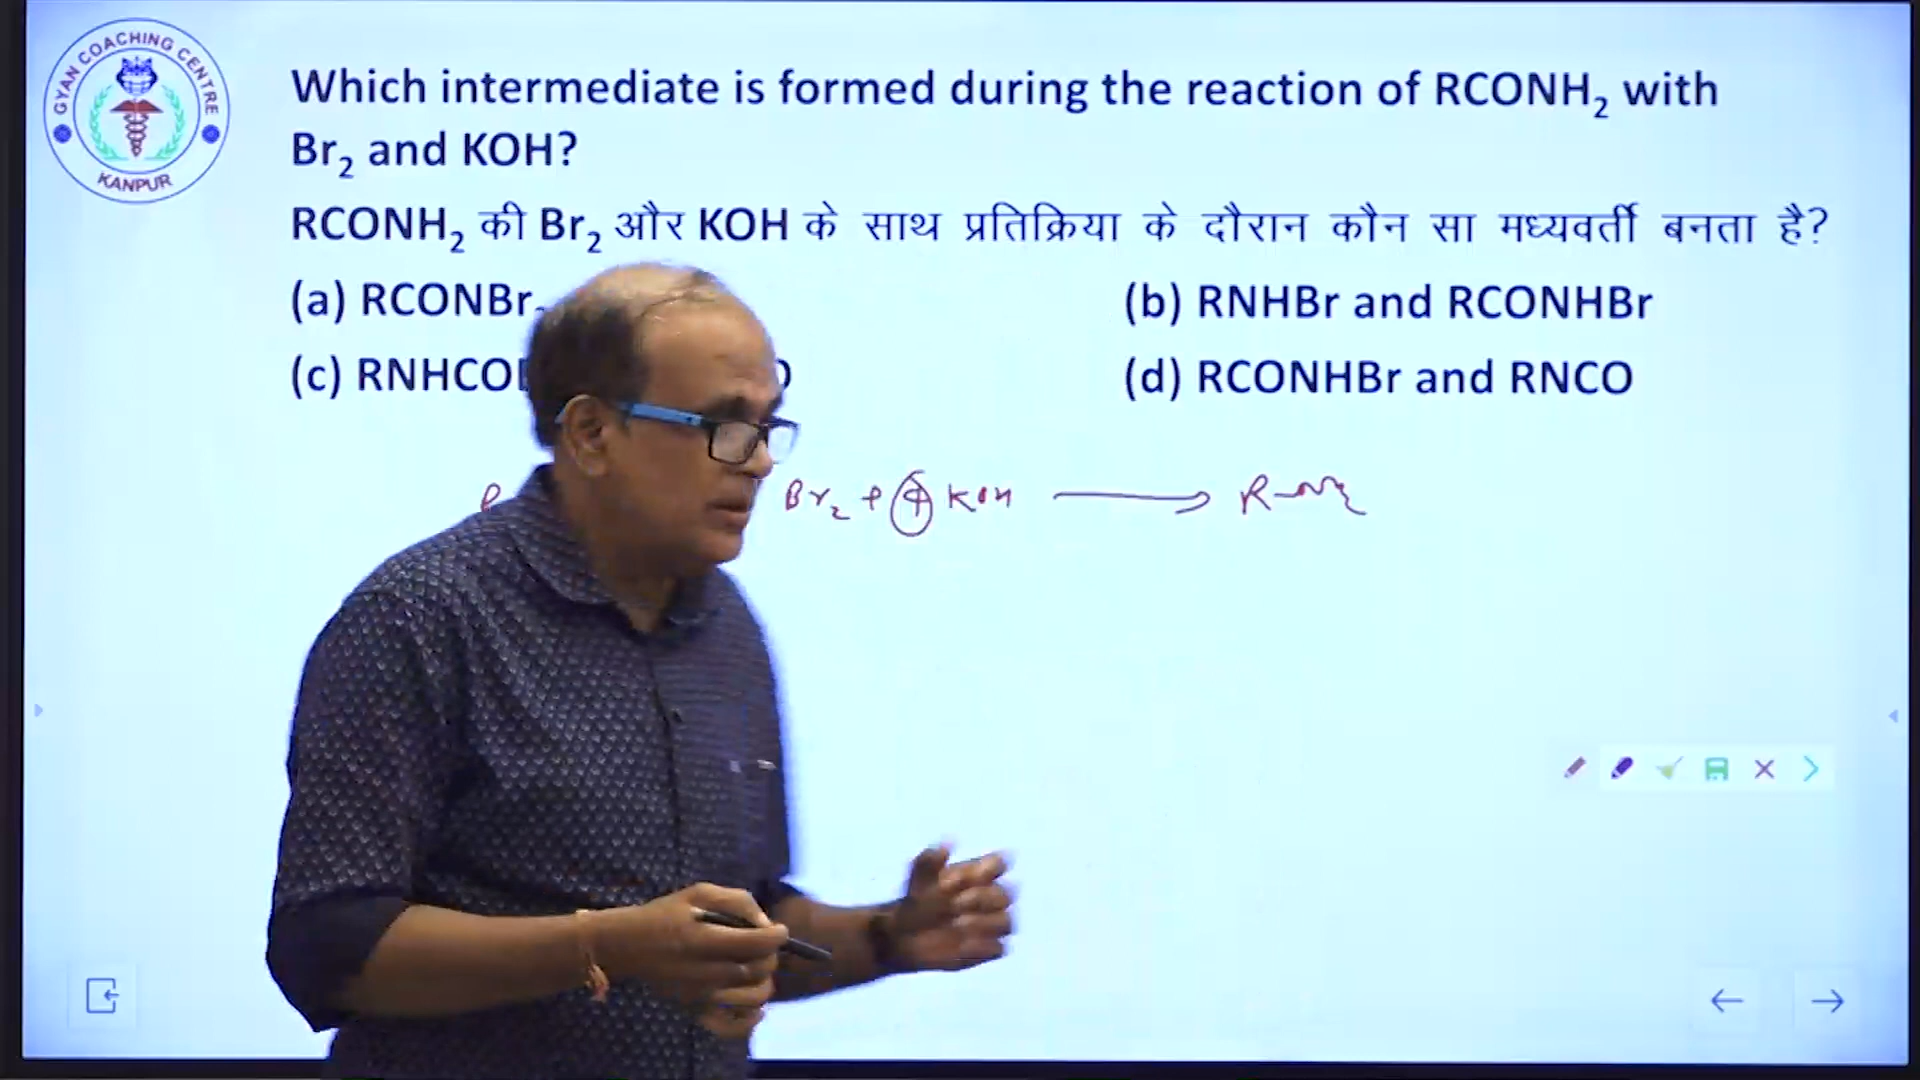 GYAN COACHING CENTRE
KANPUR
Which intermediate is formed during the reaction of RCONH₂ with
Br₂ and KOH?
RCONH₂ की Br₂ और KOH के साथ प्रतिक्रिया के दौरान कौन सा मध्यवर्ती बनता है?
(a) RCONBr
(b) RNHBr and RCONHBr
(c)
(d) RCONHBr and RNCO
Br₂ + 4 KOH → R-NH₂